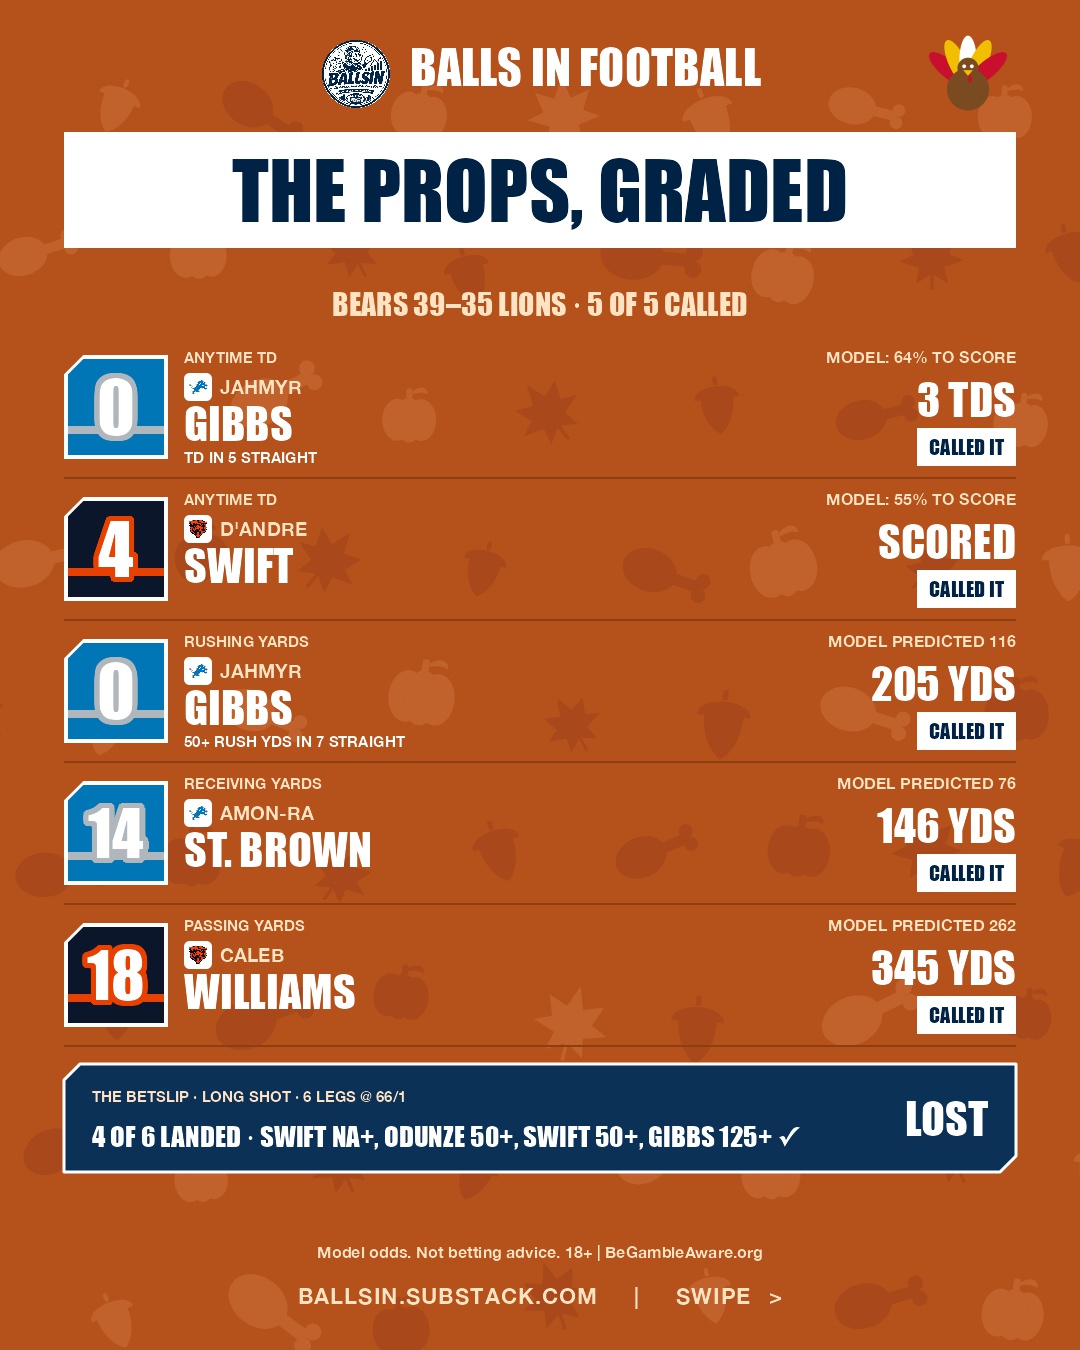 BALLSIN
BALLS IN FOOTBALL
THE PROPS, GRADED
BEARS 39–35 LIONS · 5 OF 5 CALLED
0
ANYTIME TD
JAHMYR
GIBBS
TD IN 5 STRAIGHT
MODEL: 64% TO SCORE
3 TDS
CALLED IT
4
ANYTIME TD
D'ANDRE
SWIFT
MODEL: 55% TO SCORE
SCORED
CALLED IT
0
RUSHING YARDS
JAHMYR
GIBBS
50+ RUSH YDS IN 7 STRAIGHT
MODEL PREDICTED 116
205 YDS
CALLED IT
14
RECEIVING YARDS
AMON-RA
ST. BROWN
MODEL PREDICTED 76
146 YDS
CALLED IT
18
PASSING YARDS
CALEB
WILLIAMS
MODEL PREDICTED 262
345 YDS
CALLED IT
THE BETSLIP · LONG SHOT · 6 LEGS @ 66/1
4 OF 6 LANDED · SWIFT NA+, ODUNZE 50+, SWIFT 50+, GIBBS 125+ ✓
LOST
Model odds. Not betting advice. 18+ | BeGambleAware.org
BALLSIN.SUBSTACK.COM | SWIPE >